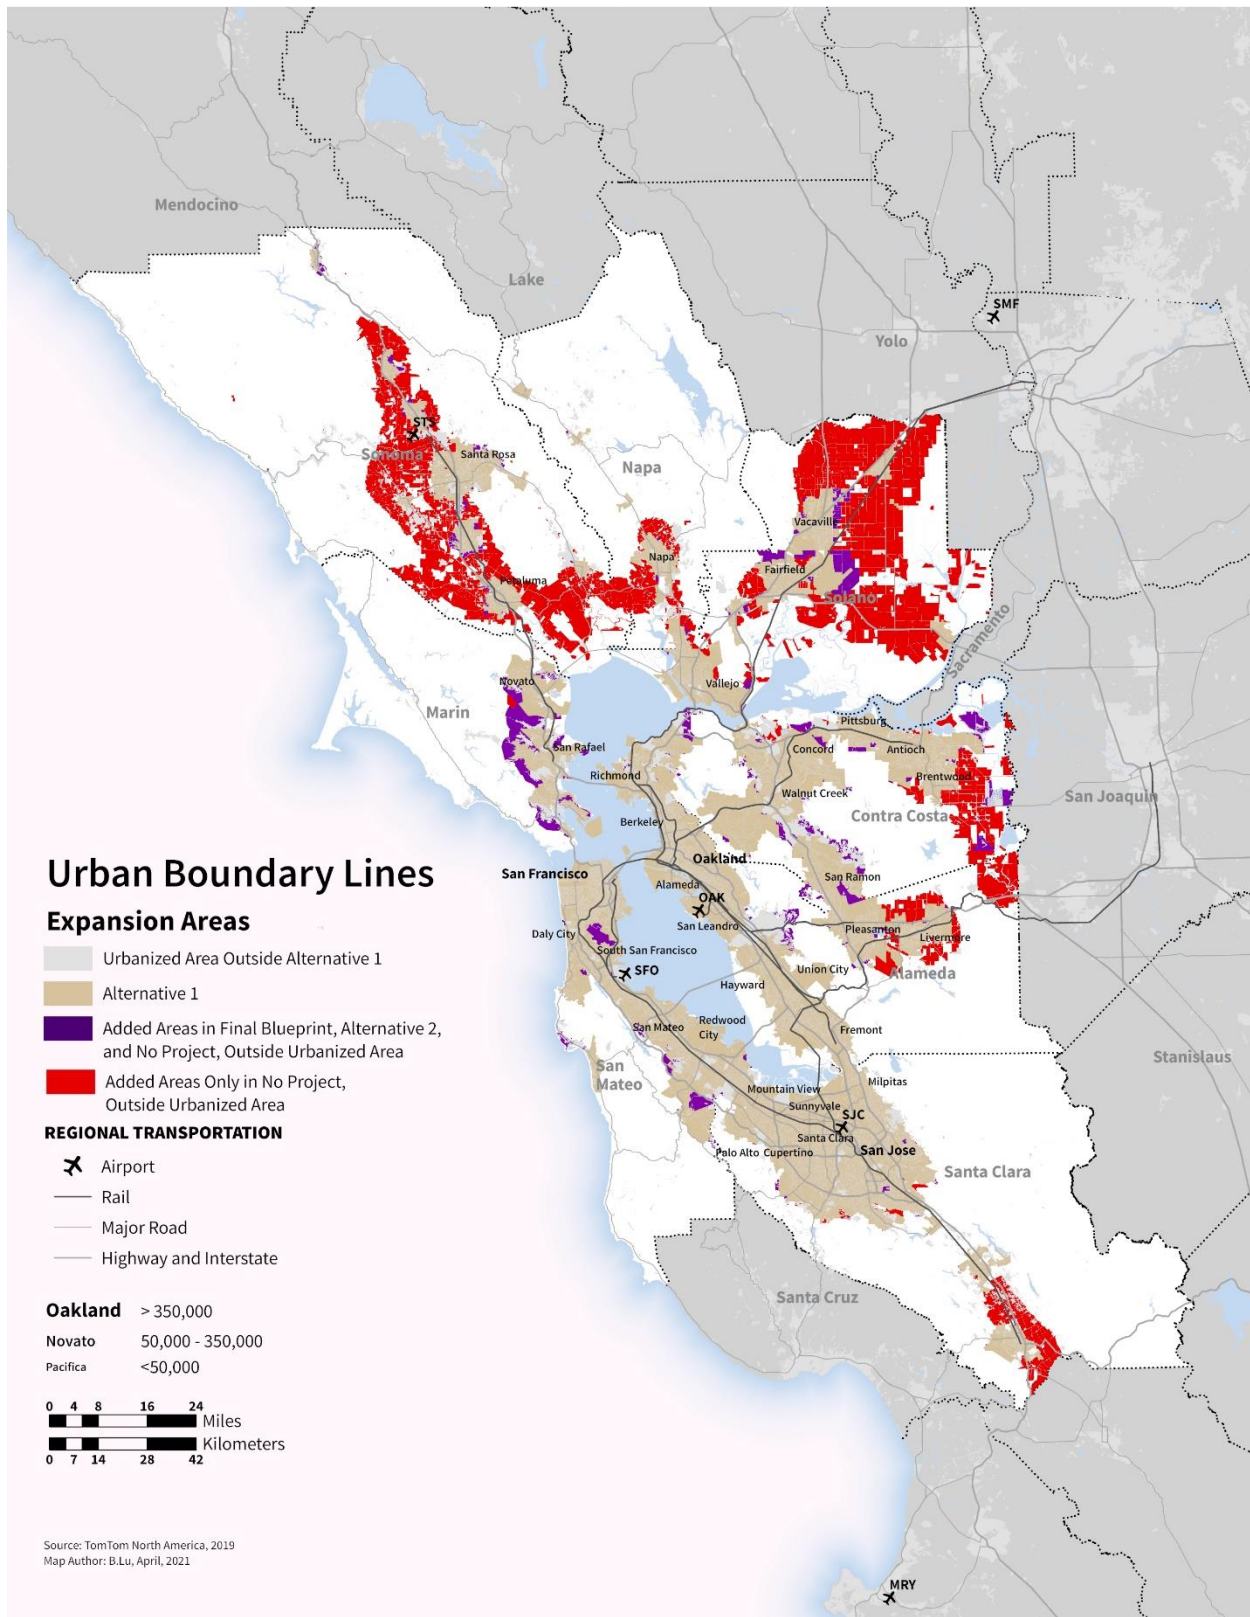 Mendocino
Lake
SMF
Yolo
STS
Sonoma
Santa Rosa
Napa
Vacaville
Napa
Fairfield
Petaluma
Solano
Sacramento
Novato
Vallejo
Marin
Pittsburg
San Rafael
Concord
Antioch
Richmond
Brentwood
Walnut Creek
San Joaquin
Contra Costa
Berkeley
Oakland
San Francisco
Alameda
San Ramon
OAK
San Leandro
Daly City
Pleasanton
Livermore
South San Francisco
SFO
Union City
Alameda
Hayward
San Mateo
Redwood
City
Fremont
Stanislaus
San
Mateo
Milpitas
Mountain View
Sunnyvale
SJC
Santa Clara
San Jose
Palo Alto
Cupertino
Santa Clara
Santa Cruz
MRY
Urban Boundary Lines
Expansion Areas
Urbanized Area Outside Alternative 1
Alternative 1
Added Areas in Final Blueprint, Alternative 2,
and No Project, Outside Urbanized Area
Added Areas Only in No Project,
Outside Urbanized Area
REGIONAL TRANSPORTATION
Airport
Rail
Major Road
Highway and Interstate
Oakland > 350,000
Novato 50,000 - 350,000
Pacifica <50,000
0 4 8 16 24
Miles
Kilometers
0 7 14 28 42
Source: TomTom North America, 2019
Map Author: B.Lu, April, 2021